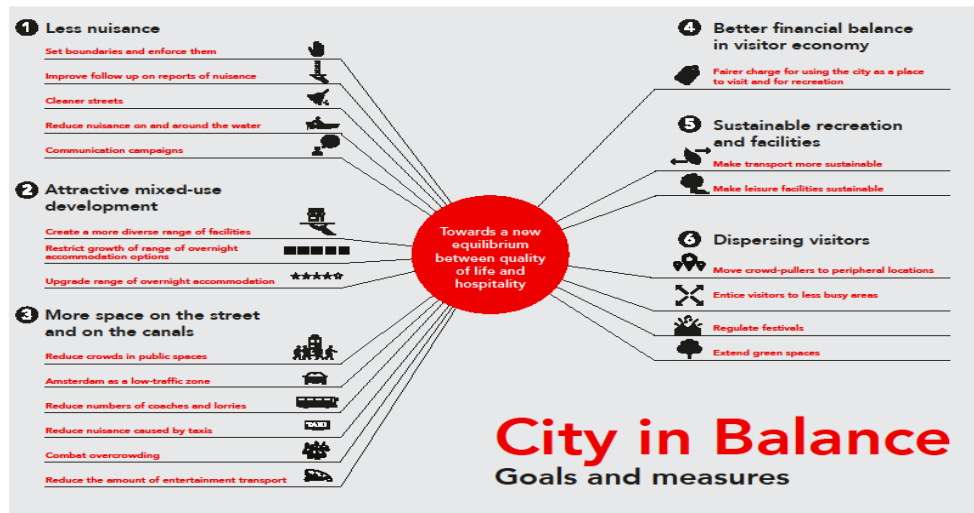 1 Less nuisance
Set boundaries and enforce them
Improve follow up on reports of nuisance
Cleaner streets
Reduce nuisance on and around the water
Communication campaigns
2 Attractive mixed-use
development
Create a more diverse range of facilities
Restrict growth of range of overnight
accommodation options
Upgrade range of overnight accommodation
3 More space on the street
and on the canals
Reduce crowds in public spaces
Amsterdam as a low-traffic zone
Reduce numbers of coaches and lorries
Reduce nuisance caused by taxis
TAXI
Combat overcrowding
Reduce the amount of entertainment transport
Towards a new
equilibrium
between quality
of life and
hospitality
4 Better financial balance
in visitor economy
Fairer charge for using the city as a place
to visit and for recreation
5 Sustainable recreation
and facilities
Make transport more sustainable
Make leisure facilities sustainable
6 Dispersing visitors
Move crowd-pullers to peripheral locations
Entice visitors to less busy areas
Regulate festivals
Extend green spaces
City in Balance
Goals and measures